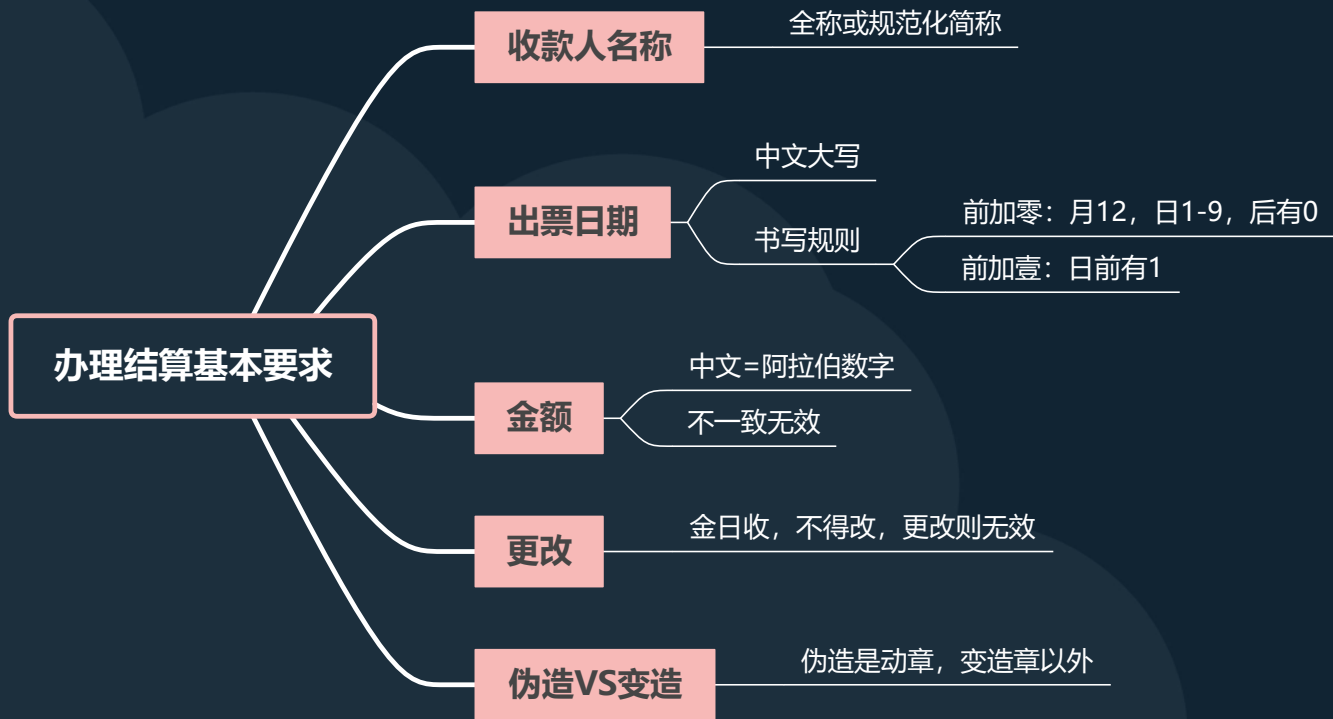 收款人名称
全称或规范化简称
出票日期
中文大写
书写规则
前加零：月12，日1-9，后有0
前加壹：日前有1
办理结算基本要求
金额
中文=阿拉伯数字
不一致无效
更改
金日收，不得改，更改则无效
伪造VS变造
伪造是动章，变造章以外